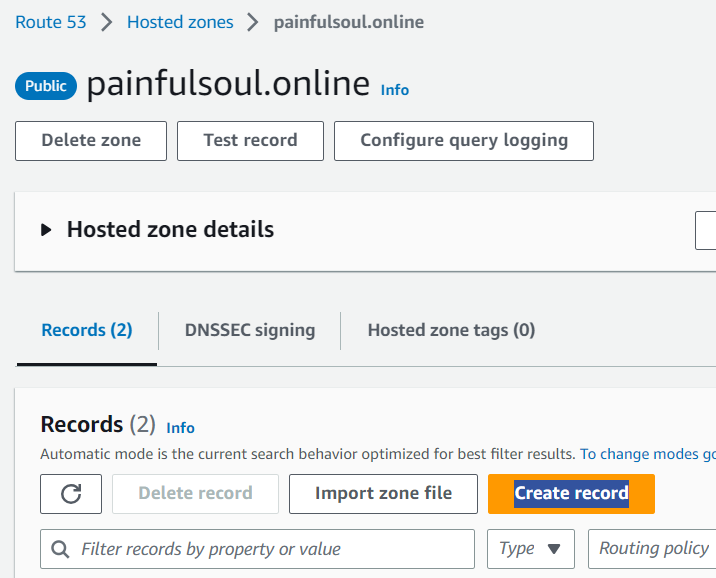 Route 53 > Hosted zones > painfulsoul.online
Public painfulsoul.online Info
Delete zone Test record Configure query logging
Hosted zone details
Records (2) DNSSEC signing Hosted zone tags (0)
Records (2) Info
Automatic mode is the current search behavior optimized for best filter results. To change modes go
Delete record Import zone file Create record
Filter records by property or value Type Routing policy